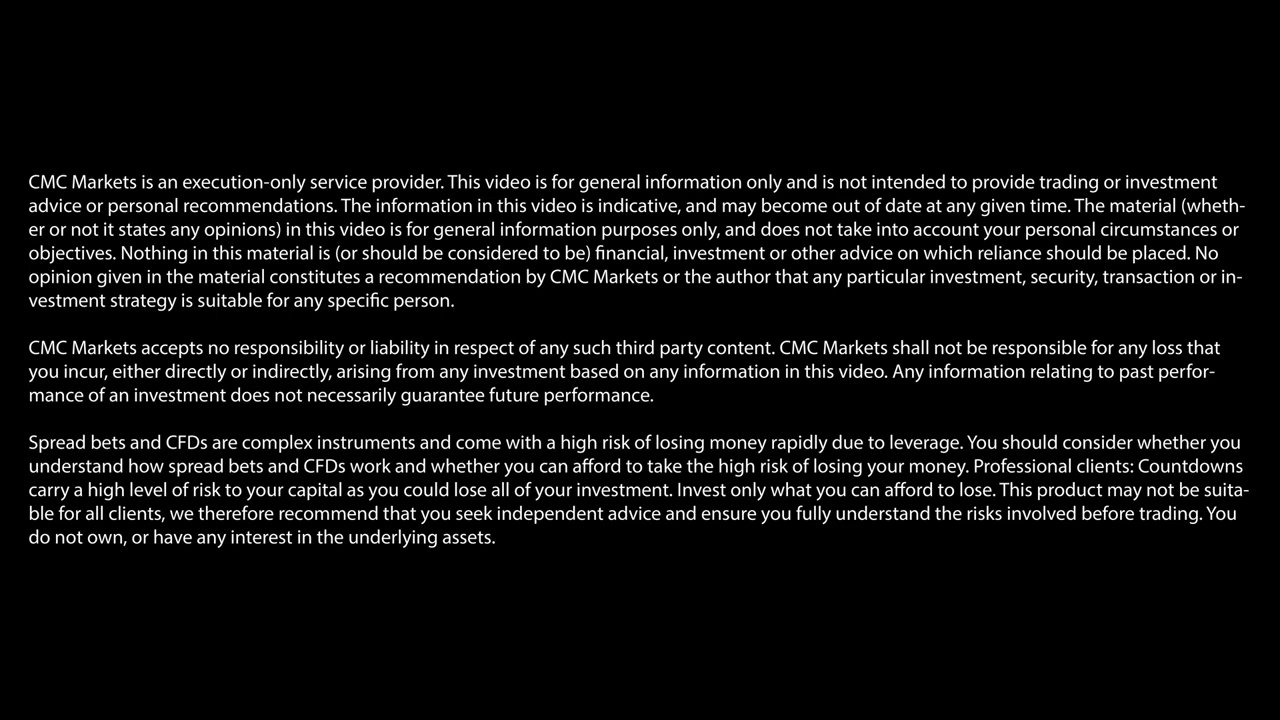 CMC Markets is an execution-only service provider. This video is for general information only and is not intended to provide trading or investment
advice or personal recommendations. The information in this video is indicative, and may become out of date at any given time. The material (wheth-
er or not it states any opinions) in this video is for general information purposes only, and does not take into account your personal circumstances or
objectives. Nothing in this material is (or should be considered to be) financial, investment or other advice on which reliance should be placed. No
opinion given in the material constitutes a recommendation by CMC Markets or the author that any particular investment, security, transaction or in-
vestment strategy is suitable for any specific person.
CMC Markets accepts no responsibility or liability in respect of any such third party content. CMC Markets shall not be responsible for any loss that
you incur, either directly or indirectly, arising from any investment based on any information in this video. Any information relating to past perfor-
mance of an investment does not necessarily guarantee future performance.
Spread bets and CFDs are complex instruments and come with a high risk of losing money rapidly due to leverage. You should consider whether you
understand how spread bets and CFDs work and whether you can afford to take the high risk of losing your money. Professional clients: Countdowns
carry a high level of risk to your capital as you could lose all of your investment. Invest only what you can afford to lose. This product may not be suita-
ble for all clients, we therefore recommend that you seek independent advice and ensure you fully understand the risks involved before trading. You
do not own, or have any interest in the underlying assets.